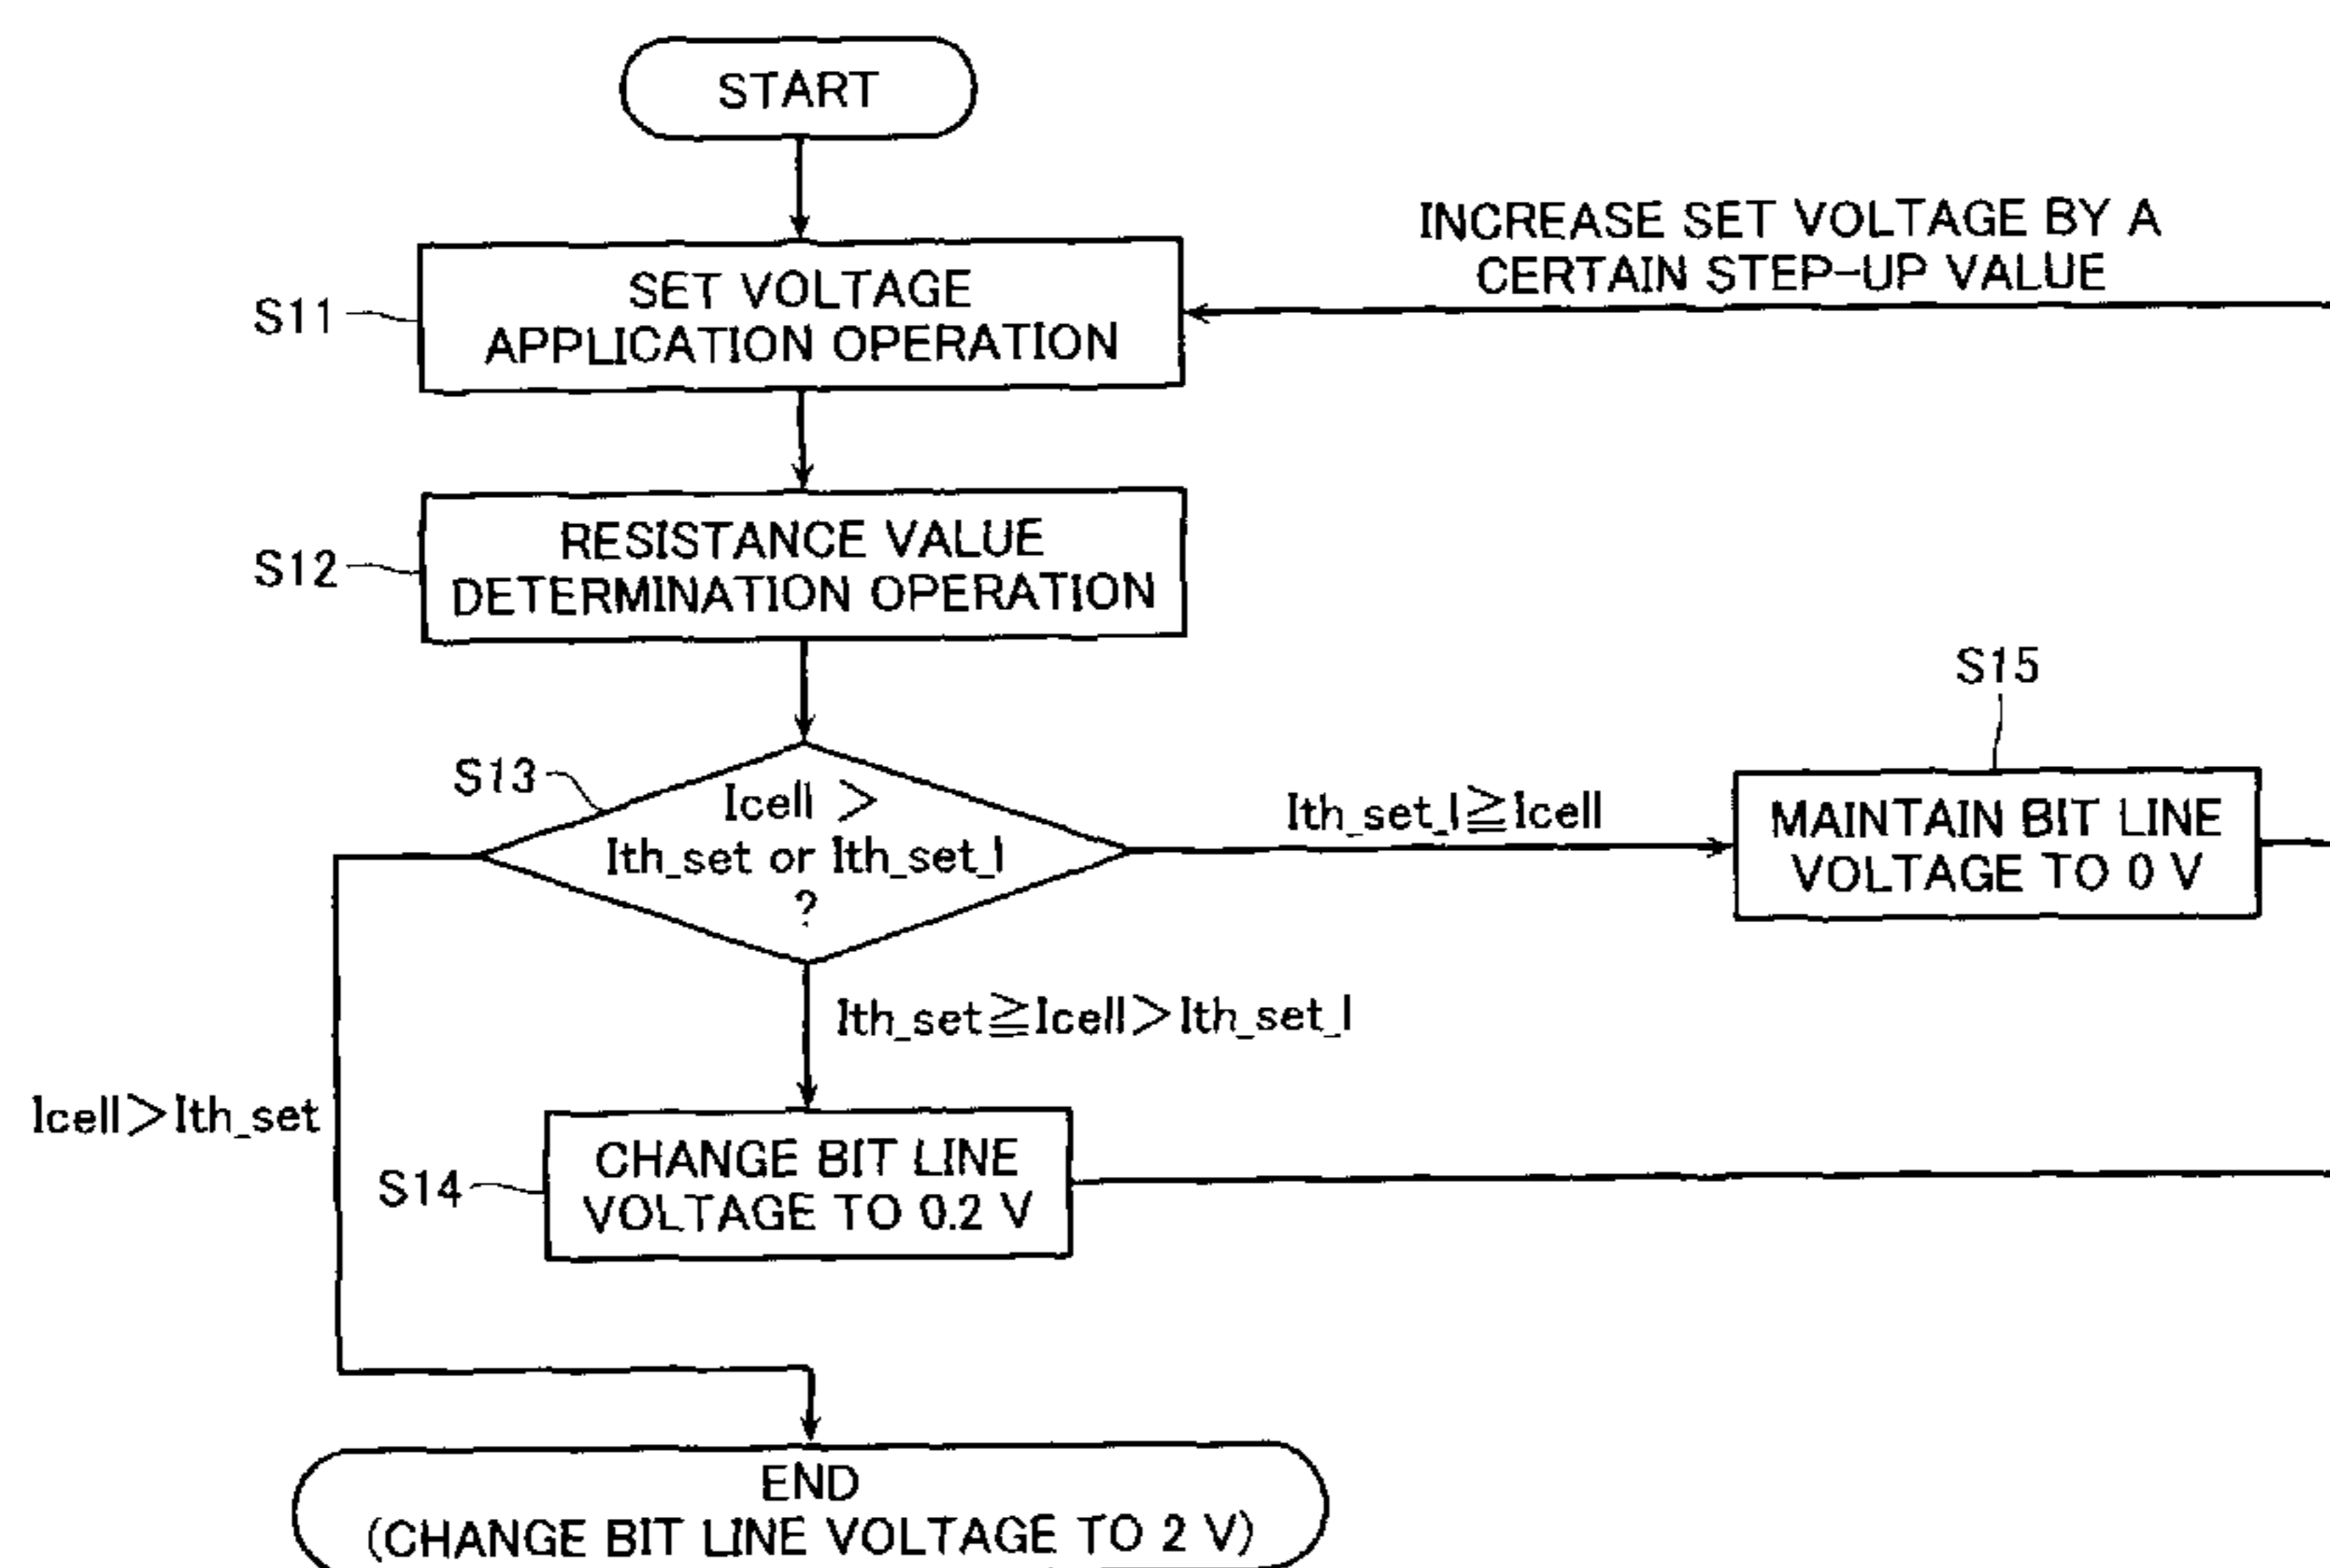 START
INCREASE SET VOLTAGE BY A
CERTAIN STEP-UP VALUE
S11
SET VOLTAGE
APPLICATION OPERATION
S12
RESISTANCE VALUE
DETERMINATION OPERATION
S15
S13
Icell >
Ith_set or Ith_set_l
?
Ith_set_l≧Icell
MAINTAIN BIT LINE
VOLTAGE TO 0 V
Ith_set≧Icell>Ith_set_l
Icell>Ith_set
S14
CHANGE BIT LINE
VOLTAGE TO 0.2 V
END
(CHANGE BIT LINE VOLTAGE TO 2 V)